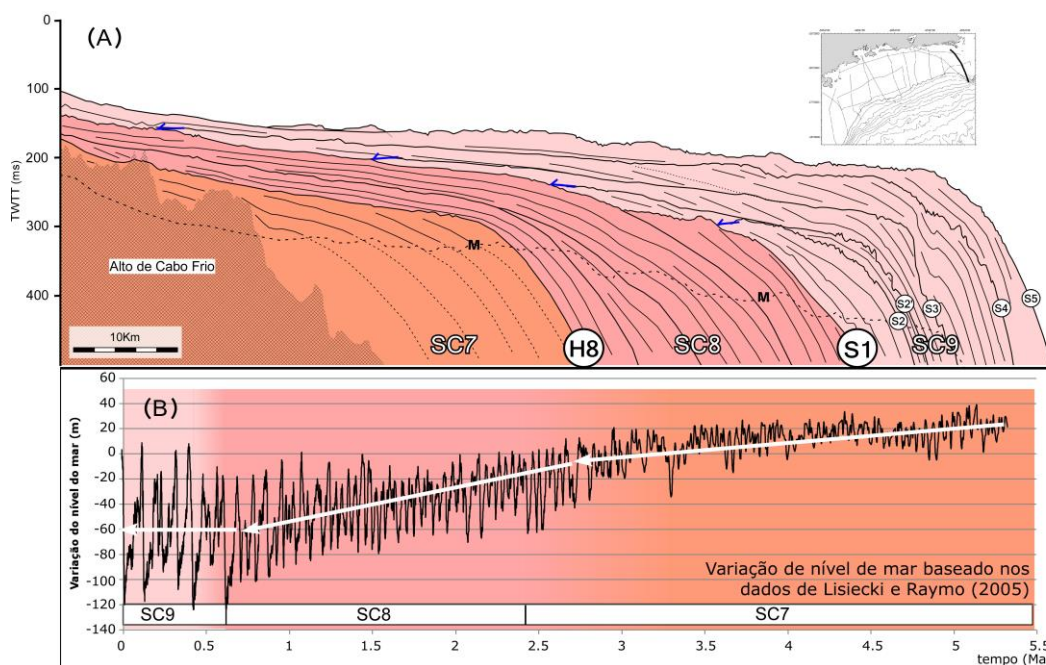 (A)
0
100
200
300
400
TWTT (ms)
Alto de Cabo Frio
10Km
M
M
SC7
H8
SC8
S1
SC9
S2'
S2
S3
S4
S5
(B)
Variação do nível de mar (m)
60
40
20
0
-20
-40
-60
-80
-100
-120
-140
Variação de nível de mar baseado nos
dados de Lisiecki e Raymo (2005)
SC9
SC8
SC7
0
0.5
1
1.5
2
2.5
3
3.5
4
4.5
5
5.5
tempo (Ma